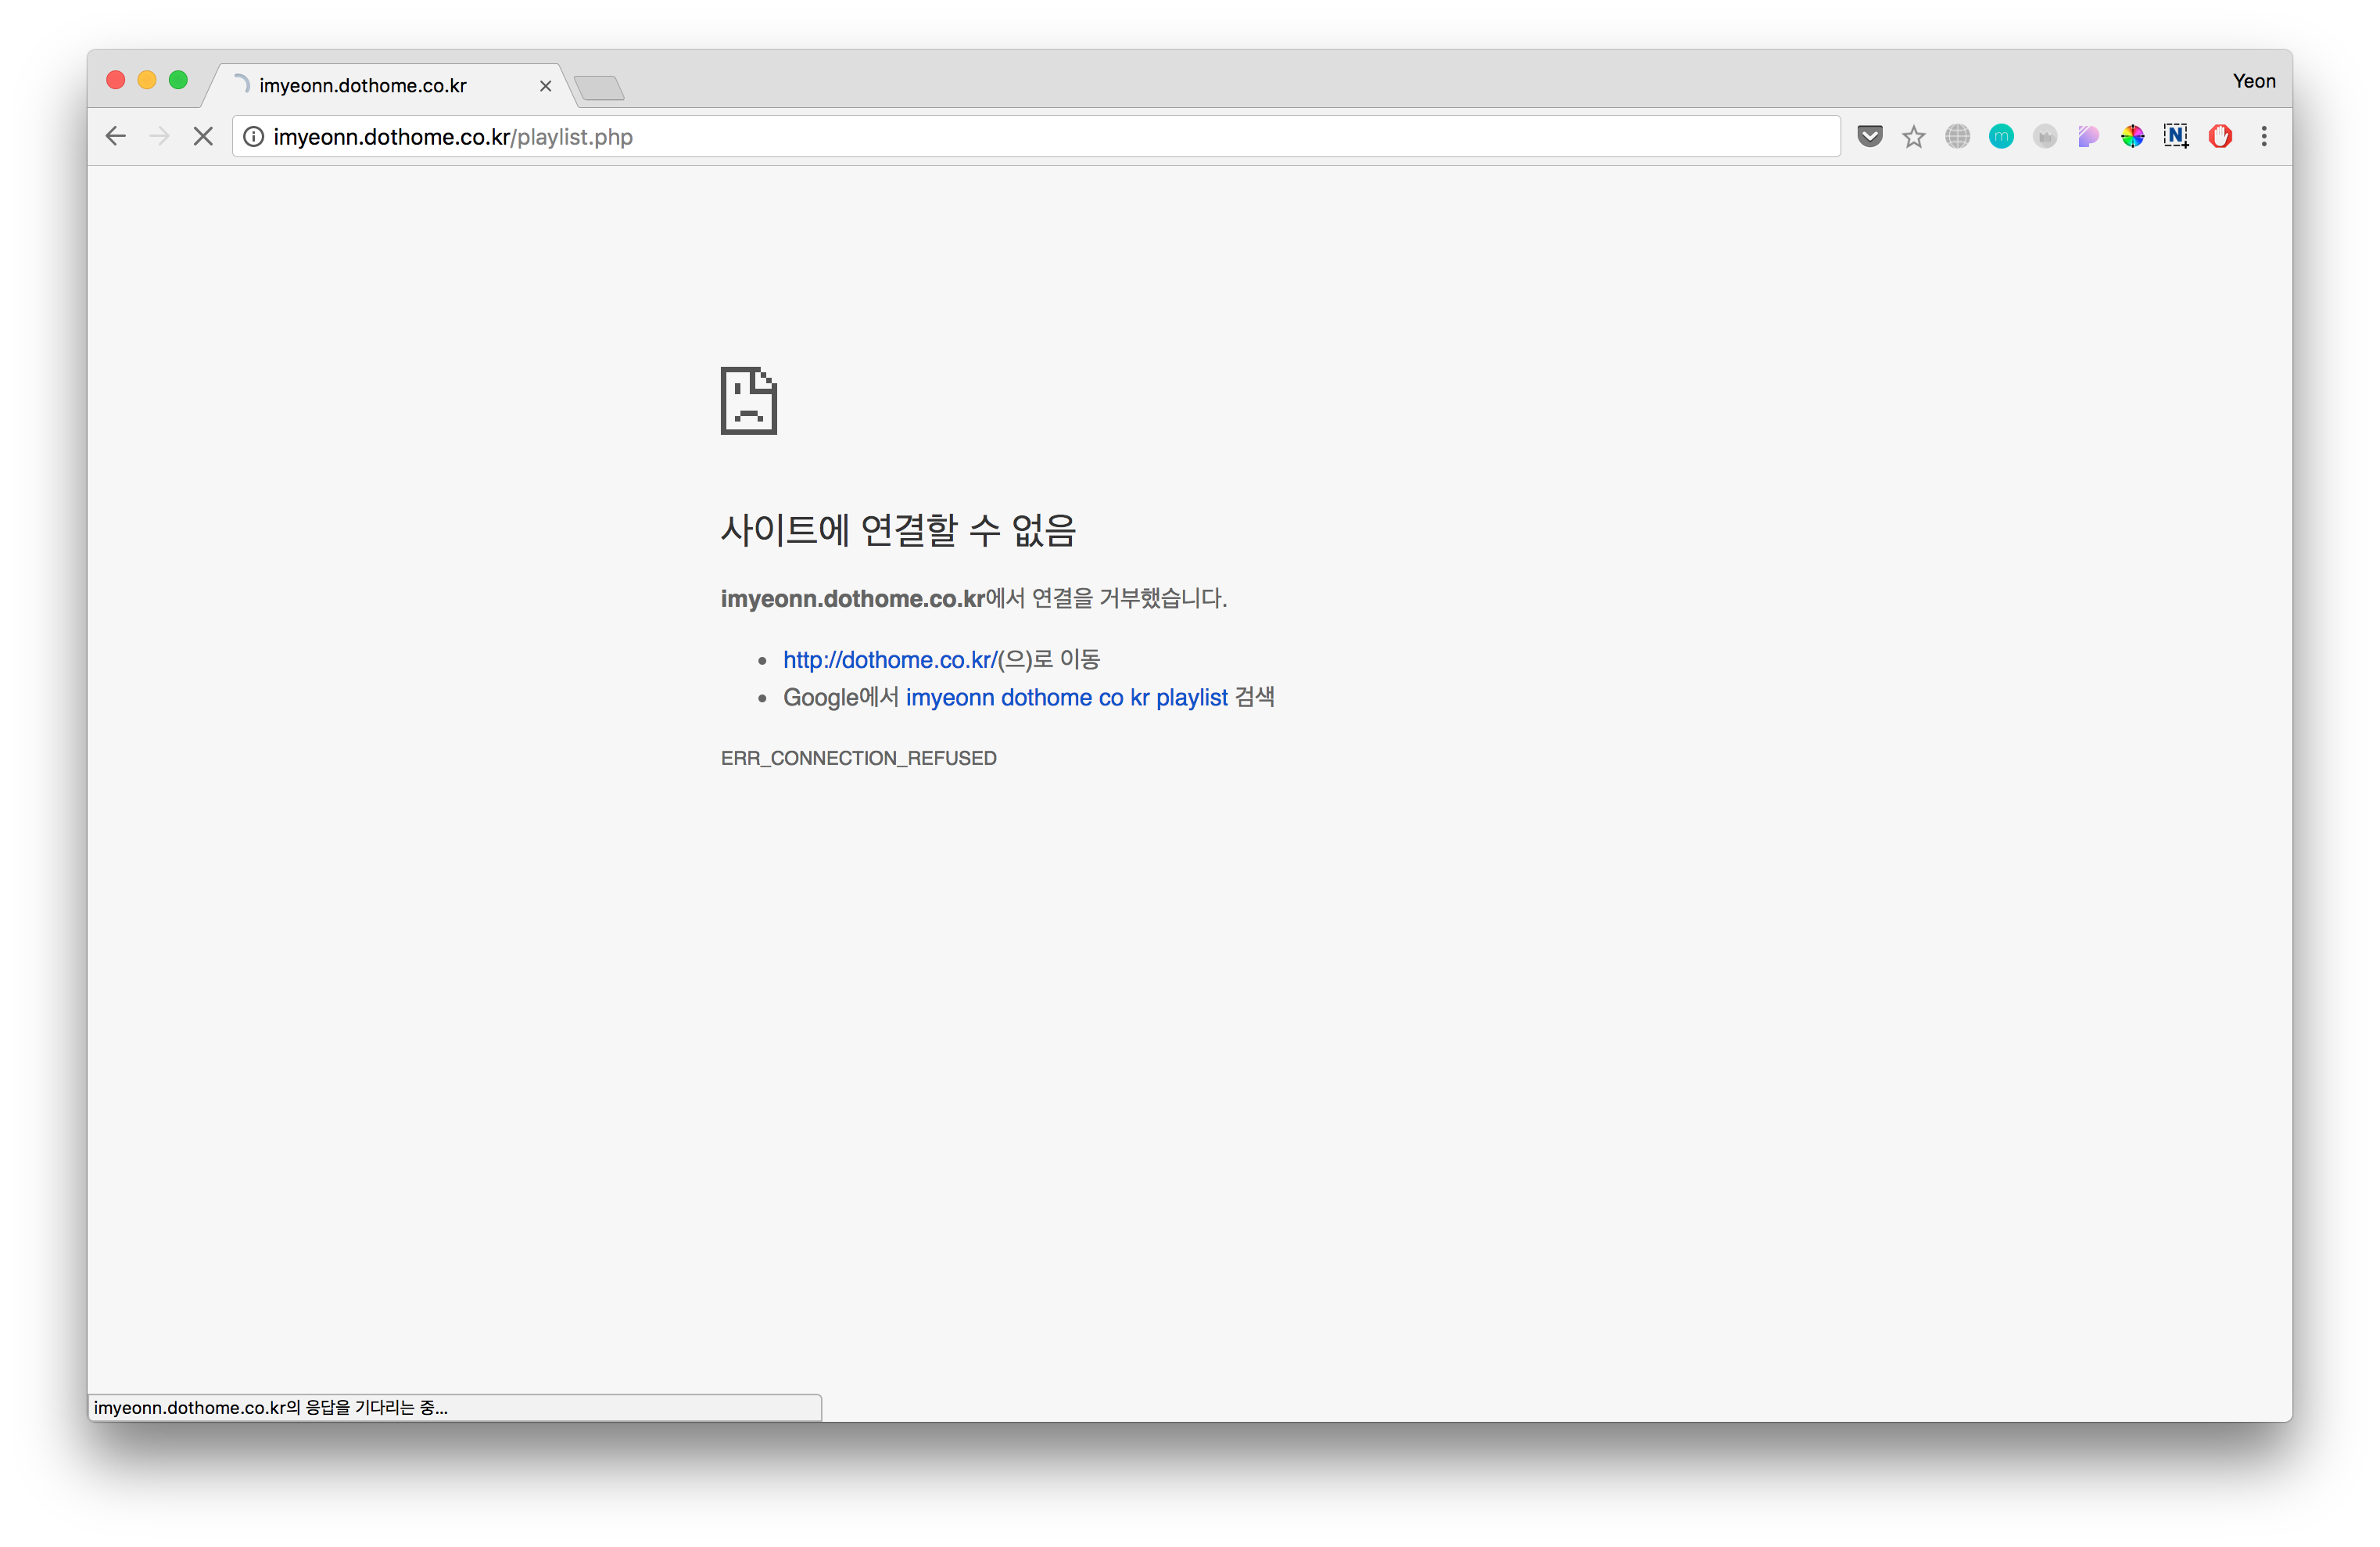 imyeonn.dothome.co.kr
Yeon
imyeonn.dothome.co.kr/playlist.php
m
N
사이트에 연결할 수 없음
imyeonn.dothome.co.kr에서 연결을 거부했습니다.
http://dothome.co.kr/(으)로 이동
Google에서 imyeonn dothome co kr playlist 검색
ERR_CONNECTION_REFUSED
imyeonn.dothome.co.kr의 응답을 기다리는 중...